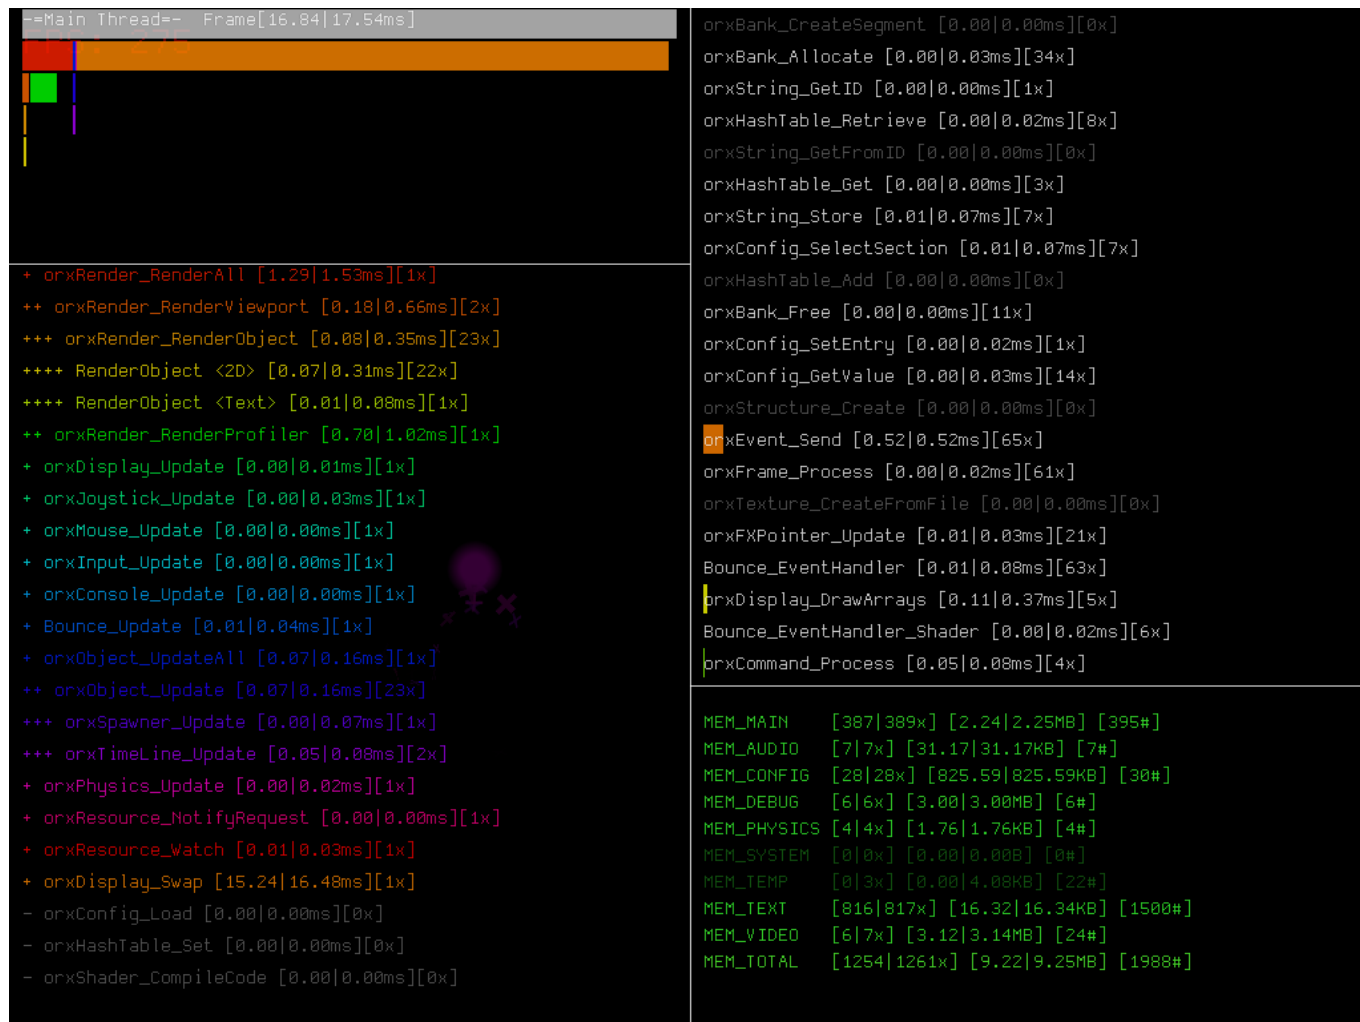 -=Main Thread=-  Frame[16.84|17.54ms]
FPS: 275
+ orxRender_RenderAll [1.29|1.53ms][1x]
++ orxRender_RenderViewport [0.18|0.66ms][2x]
+++ orxRender_RenderObject [0.08|0.35ms][23x]
++++ RenderObject <2D> [0.07|0.31ms][22x]
++++ RenderObject <Text> [0.01|0.08ms][1x]
++ orxRender_RenderProfiler [0.70|1.02ms][1x]
+ orxDisplay_Update [0.00|0.01ms][1x]
+ orxJoystick_Update [0.00|0.03ms][1x]
+ orxMouse_Update [0.00|0.00ms][1x]
+ orxInput_Update [0.00|0.00ms][1x]
+ orxConsole_Update [0.00|0.00ms][1x]
+ Bounce_Update [0.01|0.04ms][1x]
+ orxObject_UpdateAll [0.07|0.16ms][1x]
++ orxObject_Update [0.07|0.16ms][23x]
+++ orxSpawner_Update [0.00|0.07ms][1x]
+++ orxTimeLine_Update [0.05|0.08ms][2x]
+ orxPhysics_Update [0.00|0.02ms][1x]
+ orxResource_NotifyRequest [0.00|0.00ms][1x]
+ orxResource_Watch [0.01|0.03ms][1x]
+ orxDisplay_Swap [15.24|16.48ms][1x]
- orxConfig_Load [0.00|0.00ms][0x]
- orxHashTable_Set [0.00|0.00ms][0x]
- orxShader_CompileCode [0.00|0.00ms][0x]
orxBank_CreateSegment [0.00|0.00ms][0x]
orxBank_Allocate [0.00|0.03ms][34x]
orxString_GetID [0.00|0.00ms][1x]
orxHashTable_Retrieve [0.00|0.02ms][8x]
orxString_GetFromID [0.00|0.00ms][0x]
orxHashTable_Get [0.00|0.00ms][3x]
orxString_Store [0.01|0.07ms][7x]
orxConfig_SelectSection [0.01|0.07ms][7x]
orxHashTable_Add [0.00|0.00ms][0x]
orxBank_Free [0.00|0.00ms][11x]
orxConfig_SetEntry [0.00|0.02ms][1x]
orxConfig_GetValue [0.00|0.03ms][14x]
orxStructure_Create [0.00|0.00ms][0x]
orxEvent_Send [0.52|0.52ms][65x]
orxFrame_Process [0.00|0.02ms][61x]
orxTexture_CreateFromFile [0.00|0.00ms][0x]
orxFXPointer_Update [0.01|0.03ms][21x]
Bounce_EventHandler [0.01|0.08ms][63x]
orxDisplay_DrawArrays [0.11|0.37ms][5x]
Bounce_EventHandler_Shader [0.00|0.02ms][6x]
orxCommand_Process [0.05|0.08ms][4x]
MEM_MAIN    [387|389x] [2.24|2.25MB] [395#]
MEM_AUDIO   [7|7x] [31.17|31.17KB] [7#]
MEM_CONFIG  [28|28x] [825.59|825.59KB] [30#]
MEM_DEBUG   [6|6x] [3.00|3.00MB] [6#]
MEM_PHYSICS [4|4x] [1.76|1.76KB] [4#]
MEM_SYSTEM  [0|0x] [0.00|0.00B] [0#]
MEM_TEMP    [0|3x] [0.00|4.08KB] [22#]
MEM_TEXT    [816|817x] [16.32|16.34KB] [1500#]
MEM_VIDEO   [6|7x] [3.12|3.14MB] [24#]
MEM_TOTAL   [1254|1261x] [9.22|9.25MB] [1988#]